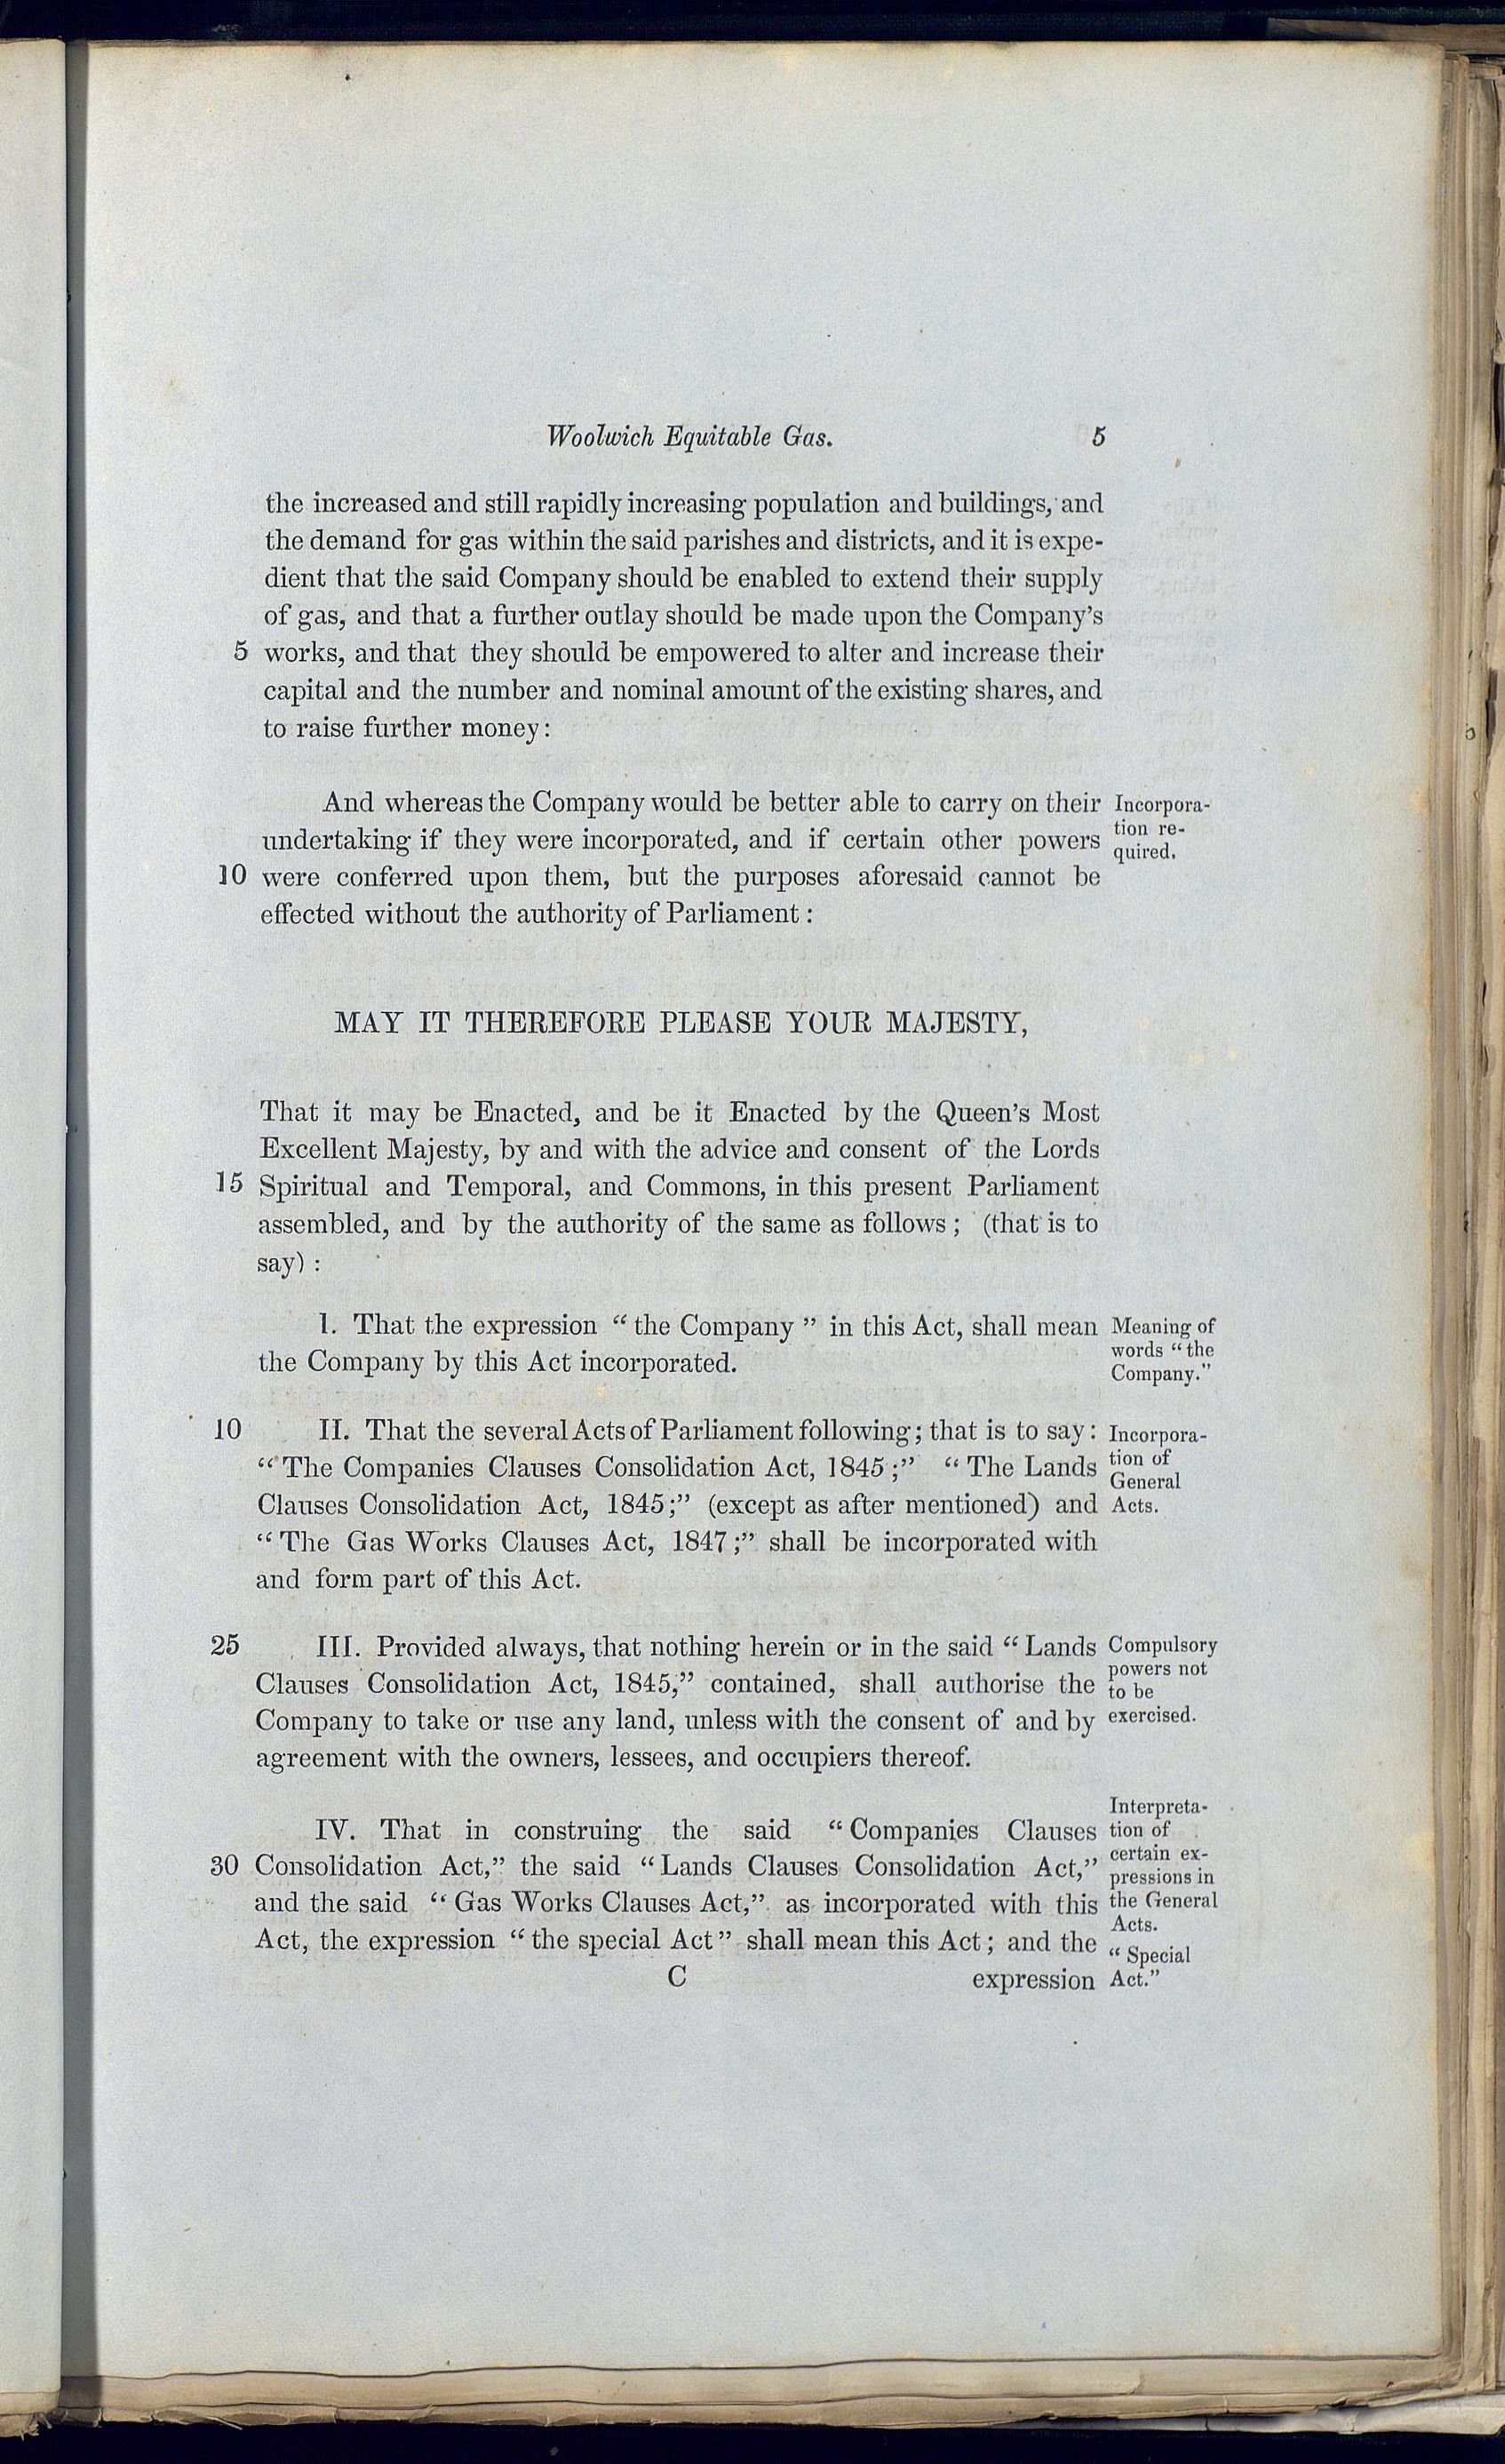 Woolwich Equitable Gas. 5
the increased and still rapidly increasing population and buildings, and
the demand for gas within the said parishes and districts, and it is expe-
dient that the said Company should be enabled to extend their supply
of gas, and that a further outlay should be made upon the Company's
5 works, and that they should be empowered to alter and increase their
capital and the number and nominal amount of the existing shares, and
to raise further money:
And whereas the Company would be better able to carry on their
undertaking if they were incorporated, and if certain other powers
10 were conferred upon them, but the purposes aforesaid cannot be
effected without the authority of Parliament:
Incorpora-
tion re-
quired.
MAY IT THEREFORE PLEASE YOUR MAJESTY,
That it may be Enacted, and be it Enacted by the Queen's Most
Excellent Majesty, by and with the advice and consent of the Lords
15 Spiritual and Temporal, and Commons, in this present Parliament
assembled, and by the authority of the same as follows; (that is to
say):
I. That the expression "the Company" in this Act, shall mean
the Company by this Act incorporated.
Meaning of
words "the
Company."
10 II. That the several Acts of Parliament following; that is to say:
"The Companies Clauses Consolidation Act, 1845;" "The Lands
Clauses Consolidation Act, 1845;" (except as after mentioned) and
"The Gas Works Clauses Act, 1847;" shall be incorporated with
and form part of this Act.
Incorpora-
tion of
General
Acts.
25 III. Provided always, that nothing herein or in the said "Lands
Clauses Consolidation Act, 1845," contained, shall authorise the
Company to take or use any land, unless with the consent of and by
agreement with the owners, lessees, and occupiers thereof.
Compulsory
powers not
to be
exercised.
IV. That in construing the said "Companies Clauses
30 Consolidation Act," the said "Lands Clauses Consolidation Act,"
and the said "Gas Works Clauses Act," as incorporated with this
Act, the expression "the special Act" shall mean this Act; and the
Interpreta-
tion of
certain ex-
pressions in
the General
Acts.
"Special
Act."
C expression